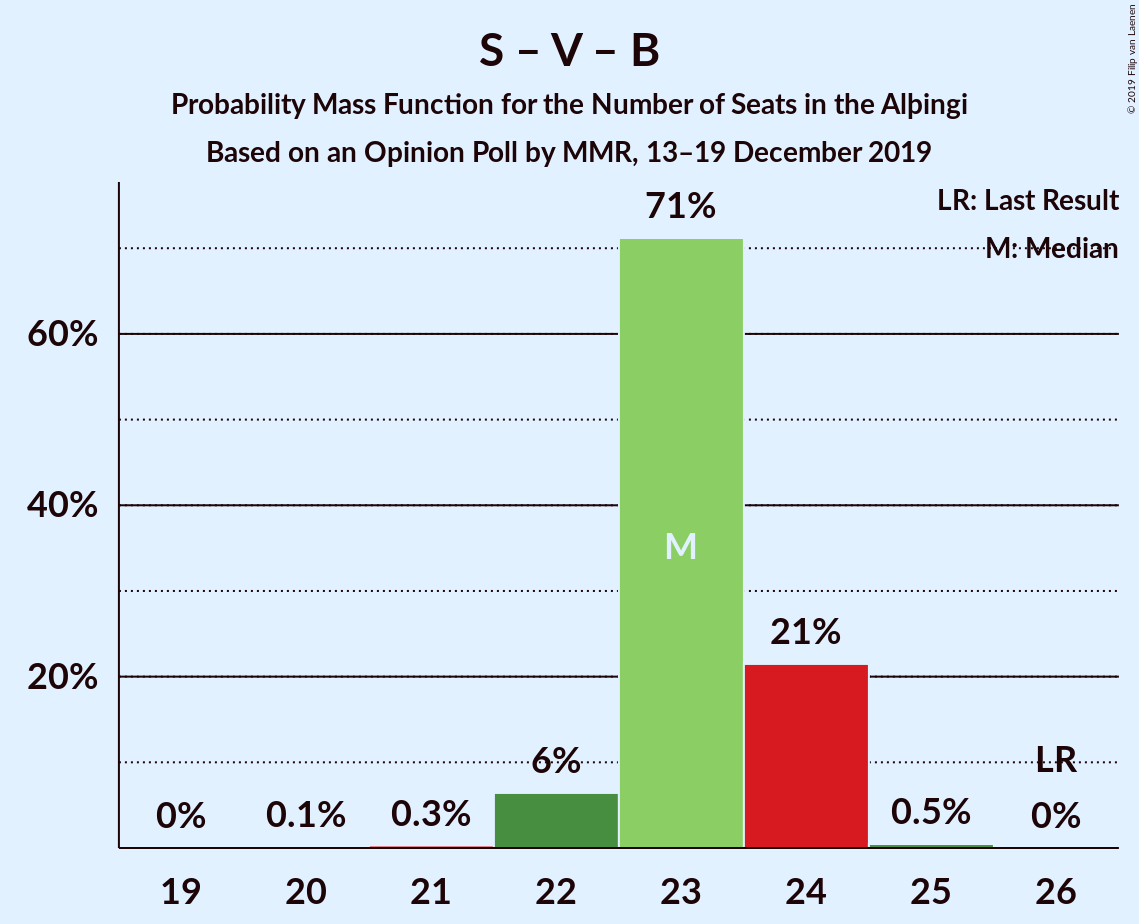 S – V – B
Probability Mass Function for the Number of Seats in the Alþingi
Based on an Opinion Poll by MMR, 13–19 December 2019
© 2019 Filip van Laenen
LR: Last Result
M: Median
71%
60%
40%
M
21%
20%
6%
LR
0%
0.1%
0.3%
0.5%
0%
19 20 21 22 23 24 25 26